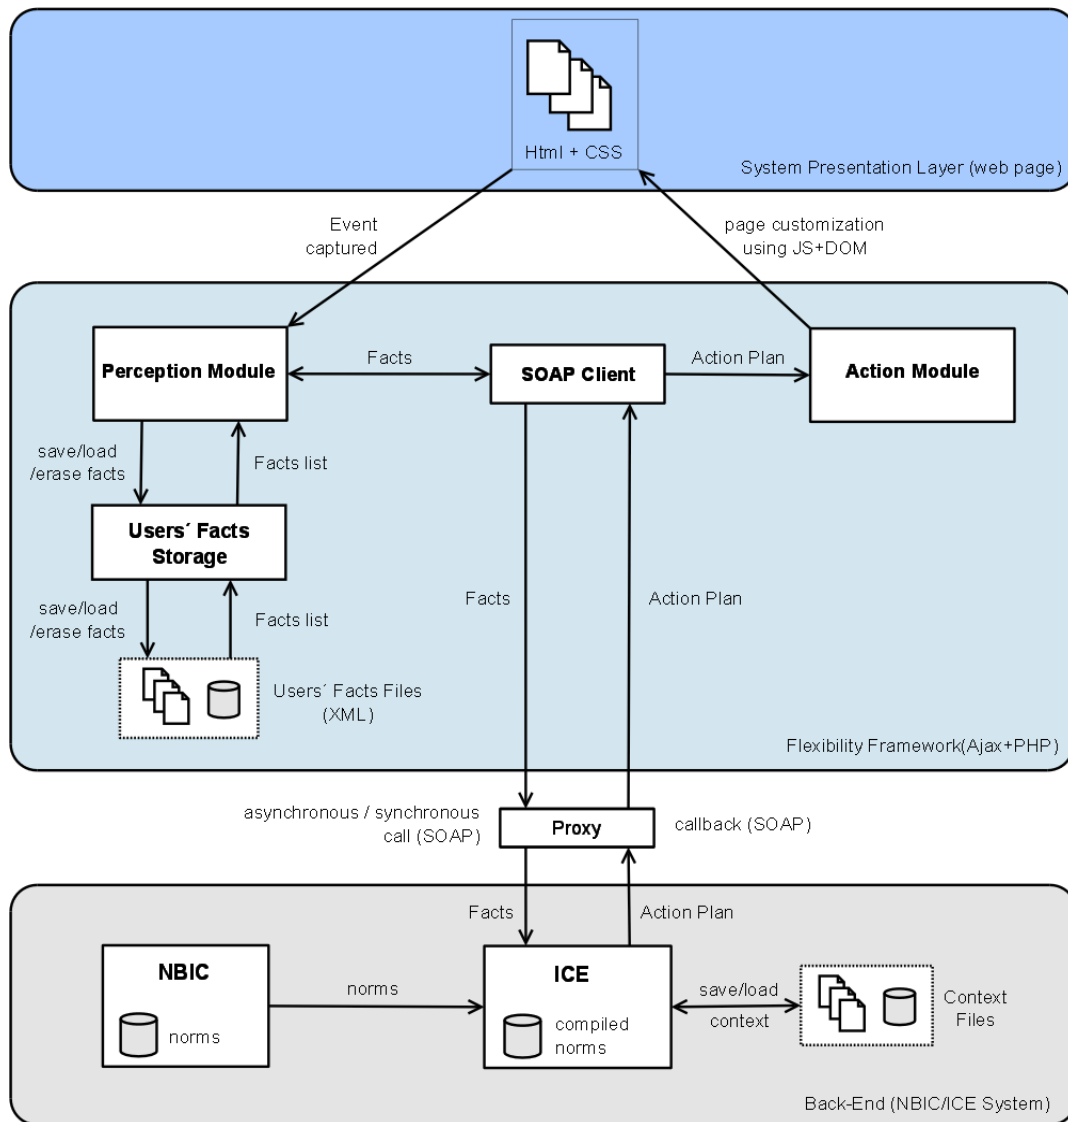 Html + CSS
System Presentation Layer (web page)
Event
captured
page customization
using JS+DOM
Perception Module
Facts
SOAP Client
Action Plan
Action Module
save/load
/erase facts
Facts list
Users´ Facts
Storage
save/load
/erase facts
Facts list
Facts
Action Plan
Users´ Facts Files
(XML)
Flexibility Framework(Ajax+PHP)
asynchronous / synchronous
call (SOAP)
Proxy
callback (SOAP)
Facts
Action Plan
NBIC
norms
norms
ICE
compiled
norms
save/load
context
Context
Files
Back-End (NBIC/ICE System)